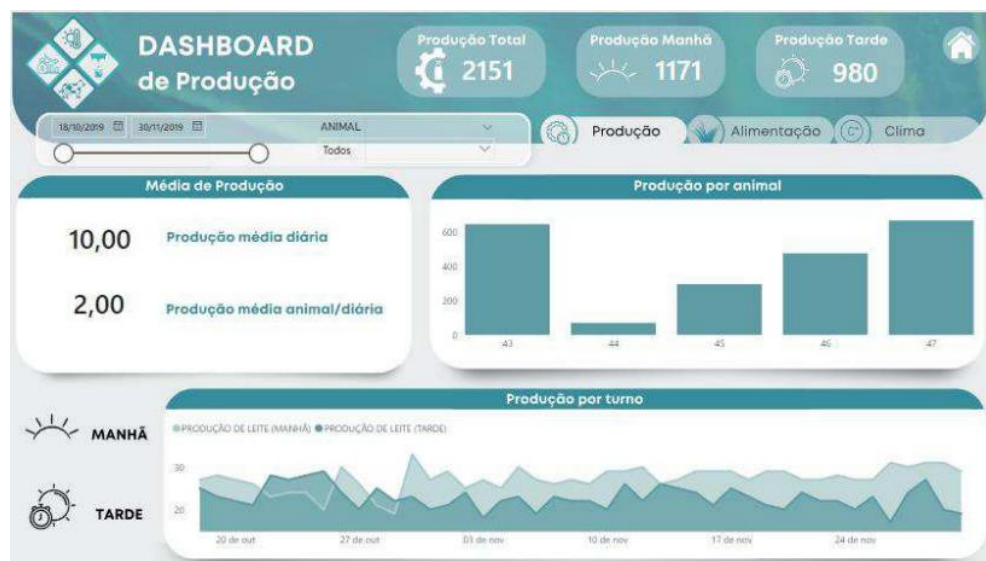 DASHBOARD
de Produção
Produção Total
2151
Produção Manhã
1171
Produção Tarde
980
18/10/2019 30/11/2019 ANIMAL
Todos
Produção Alimentação C° Clima
Média de Produção
10,00 Produção média diária
2,00 Produção média animal/diária
Produção por animal
600
400
200
0
43 44 45 46 47
MANHÃ
TARDE
Produção por turno
PRODUÇÃO DE LEITE (MANHÃ) PRODUÇÃO DE LEITE (TARDE)
30
20
20 de out 27 de out 03 de nov 10 de nov 17 de nov 24 de nov